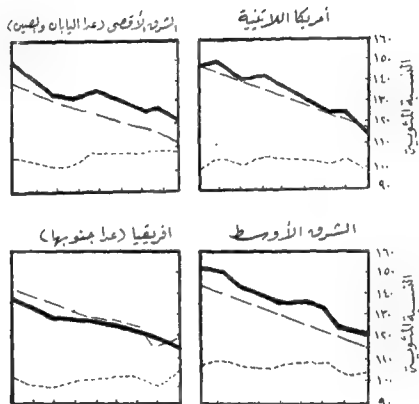 أمريكا اللاتينية
الشرق الأقصى (عدا اليابان والصين)
النسبة المئوية
١٦٠
١٥٠
١٤٠
١٣٠
١٢٠
١١٠
١٠٠
٩٠
الشرق الأوسط
افريقيا (عدا جنوبها)
النسبة المئوية
١٦٠
١٥٠
١٤٠
١٣٠
١٢٠
١١٠
١٠٠
٩٠